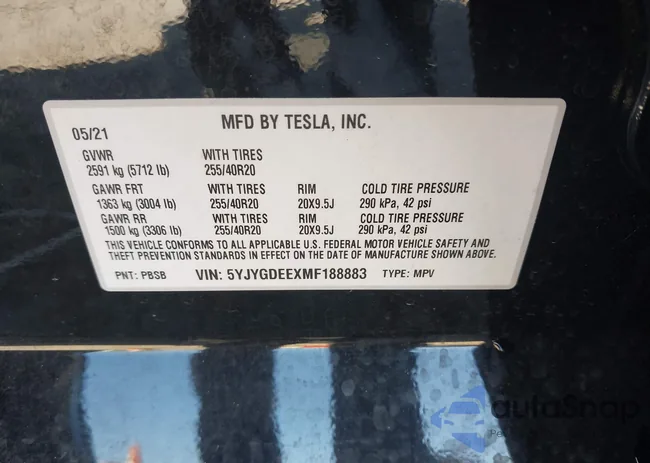 MFD BY TESLA, INC.
05/21
GVWR WITH TIRES
2591 kg (5712 lb) 255/40R20
GAWR FRT WITH TIRES RIM COLD TIRE PRESSURE
1363 kg (3004 lb) 255/40R20 20X9.5J 290 kPa, 42 psi
GAWR RR WITH TIRES RIM COLD TIRE PRESSURE
1500 kg (3306 lb) 255/40R20 20X9.5J 290 kPa, 42 psi
THIS VEHICLE CONFORMS TO ALL APPLICABLE U.S. FEDERAL MOTOR VEHICLE SAFETY AND
THEFT PREVENTION STANDARDS IN EFFECT ON THE DATE OF MANUFACTURE SHOWN ABOVE.
PNT: PBSB VIN: 5YJYGDEEXMF188883 TYPE: MPV
autoSnap